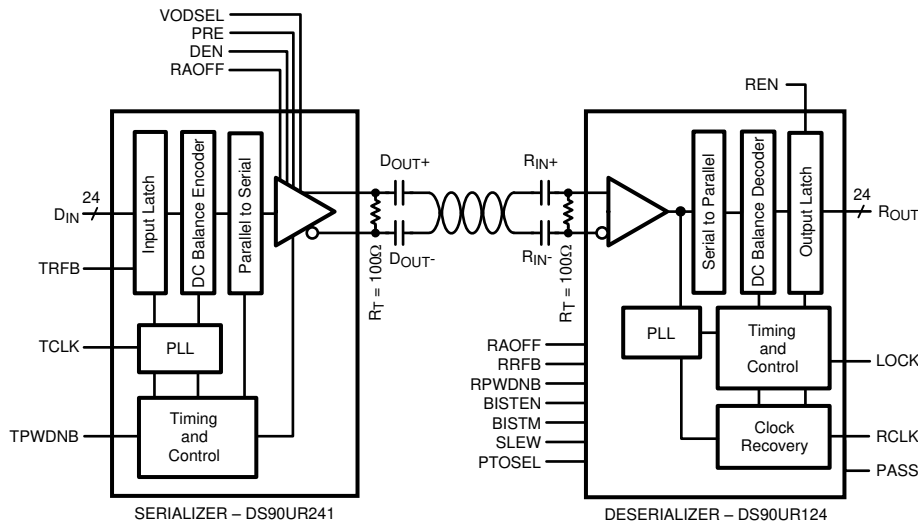 VODSEL
PRE
DEN
RAOFF
REN
24
DIN
TRFB
TCLK
TPWDNB
Input Latch
DC Balance Encoder
Parallel to Serial
PLL
Timing
and
Control
DOUT+
DOUT-
RT = 100Ω
RIN+
RIN-
RT = 100Ω
Serial to Parallel
DC Balance Decoder
Output Latch
24
ROUT
PLL
Timing
and
Control
Clock
Recovery
RAOFF
RRFB
RPWDNB
BISTEN
BISTM
SLEW
PTOSEL
LOCK
RCLK
PASS
SERIALIZER – DS90UR241
DESERIALIZER – DS90UR124